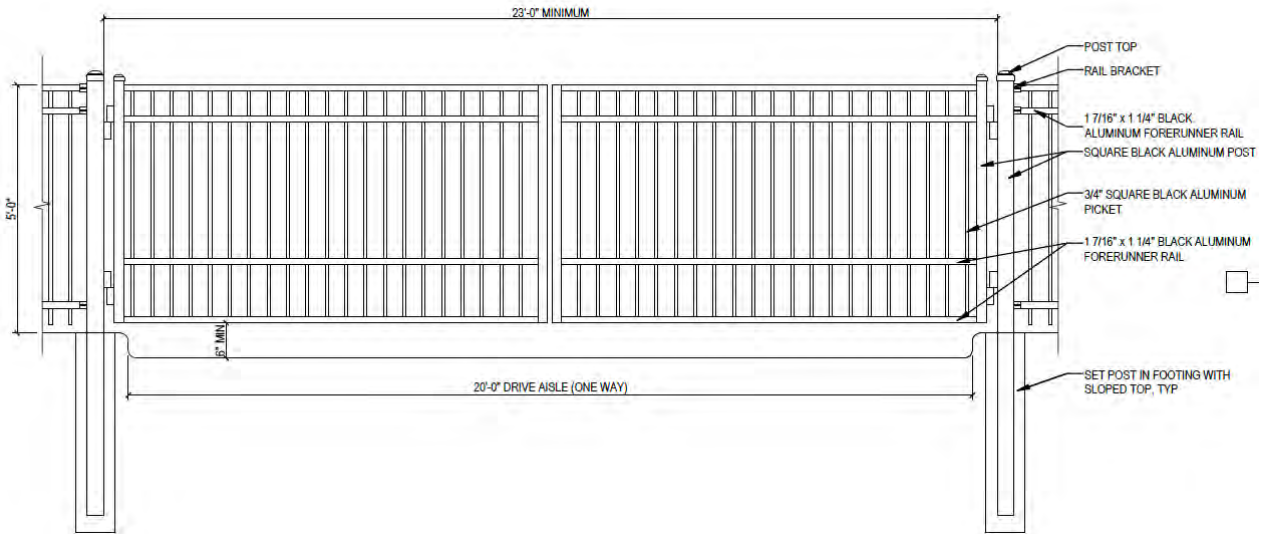 23'-0" MINIMUM
POST TOP
RAIL BRACKET
1 7/16" x 1 1/4" BLACK
ALUMINUM FORERUNNER RAIL
SQUARE BLACK ALUMINUM POST
3/4" SQUARE BLACK ALUMINUM
PICKET
5'-0"
1 7/16" x 1 1/4" BLACK ALUMINUM
FORERUNNER RAIL
6" MIN
20'-0" DRIVE AISLE (ONE WAY)
SET POST IN FOOTING WITH
SLOPED TOP, TYP